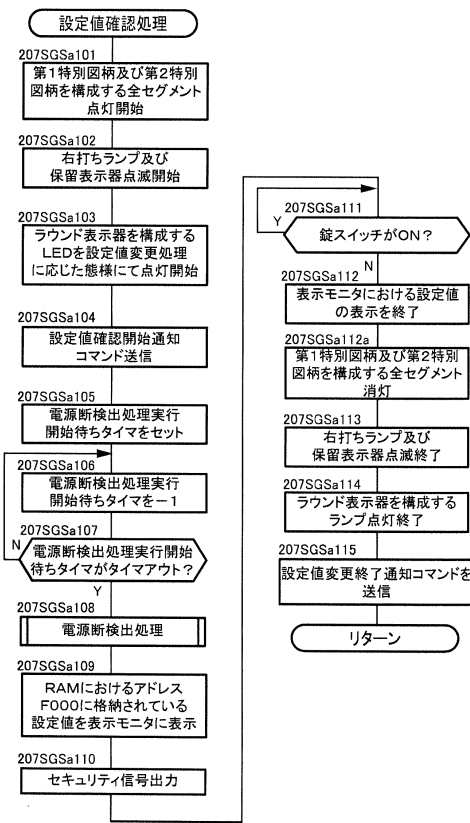 設定値確認処理
207SGSa101
第1特別図柄及び第2特別
図柄を構成する全セグメント
点灯開始
207SGSa102
右打ちランプ及び
保留表示器点滅開始
207SGSa103
ラウンド表示器を構成する
LEDを設定値変更処理
に応じた態様にて点灯開始
207SGSa104
設定値確認開始通知
コマンド送信
207SGSa105
電源断検出処理実行
開始待ちタイマをセット
207SGSa106
電源断検出処理実行
開始待ちタイマを−1
207SGSa107
N
電源断検出処理実行開始
待ちタイマがタイムアウト?
Y
207SGSa108
電源断検出処理
207SGSa109
RAMにおけるアドレス
F000に格納されている
設定値を表示モニタに表示
207SGSa110
セキュリティ信号出力
207SGSa111
Y
錠スイッチがON?
N
207SGSa112
表示モニタにおける設定値
の表示を終了
207SGSa112a
第1特別図柄及び第2特別
図柄を構成する全セグメント
消灯
207SGSa113
右打ちランプ及び
保留表示器点滅終了
207SGSa114
ラウンド表示器を構成する
ランプ点灯終了
207SGSa115
設定値変更終了通知コマンドを
送信
リターン